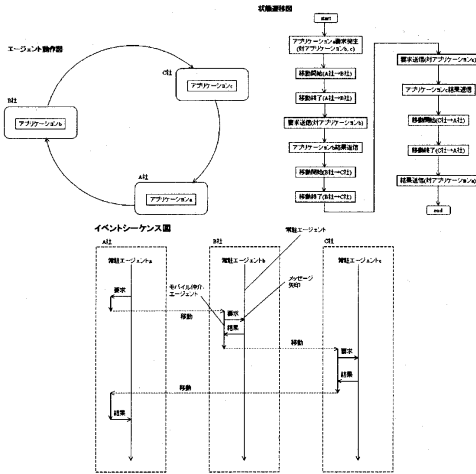 エージェント動作図
C社
アプリケーションc
B社
アプリケーションb
A社
アプリケーションa
状態遷移図
start
アプリケーションa要求発生
(対アプリケーションb, c)
移動開始(A社→B社)
移動終了(A社→B社)
要求送信(対アプリケーションb)
アプリケーションb結果返信
移動開始(B社→C社)
移動終了(B社→C社)
要求送信(対アプリケーションc)
アプリケーションc結果返信
移動開始(C社→A社)
移動終了(C社→A社)
結果送信(対アプリケーションa)
end
イベントシーケンス図
常駐エージェント
A社
B社
C社
常駐エージェントa
常駐エージェントb
常駐エージェントc
要求
モバイル仲介
エージェント
メッセージ
矢印
移動
要求
結果
移動
要求
結果
移動
結果